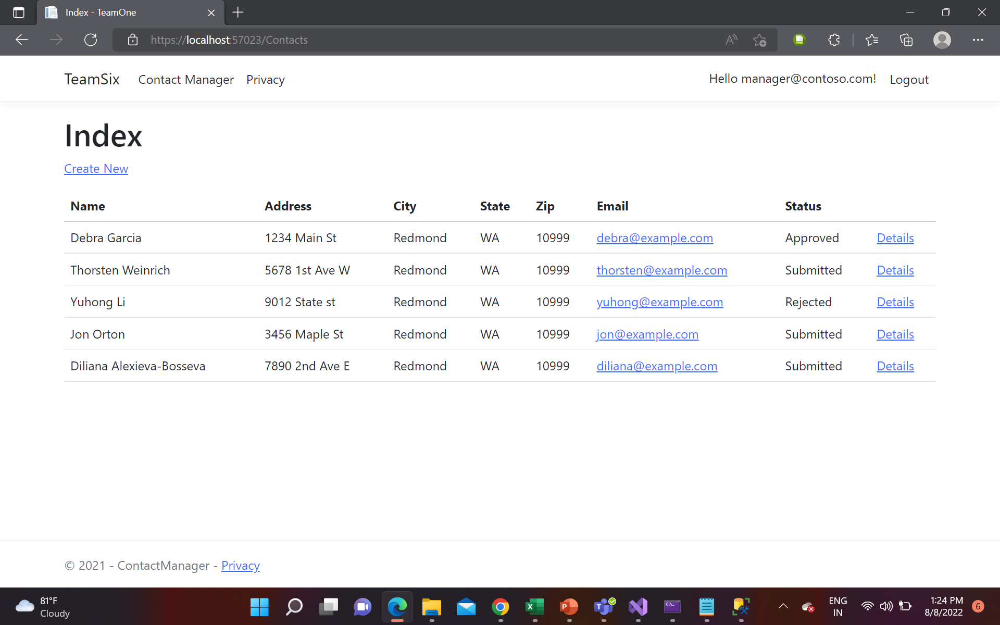 Index - TeamOne
https://localhost:57023/Contacts
TeamSix Contact Manager Privacy Hello manager@contoso.com! Logout
Index
Create New
Name Address City State Zip Email Status
Debra Garcia 1234 Main St Redmond WA 10999 debra@example.com Approved Details
Thorsten Weinrich 5678 1st Ave W Redmond WA 10999 thorsten@example.com Submitted Details
Yuhong Li 9012 State st Redmond WA 10999 yuhong@example.com Rejected Details
Jon Orton 3456 Maple St Redmond WA 10999 jon@example.com Submitted Details
Diliana Alexieva-Bosseva 7890 2nd Ave E Redmond WA 10999 diliana@example.com Submitted Details
© 2021 - ContactManager - Privacy
81°F
Cloudy
ENG
IN
1:24 PM
8/8/2022
6